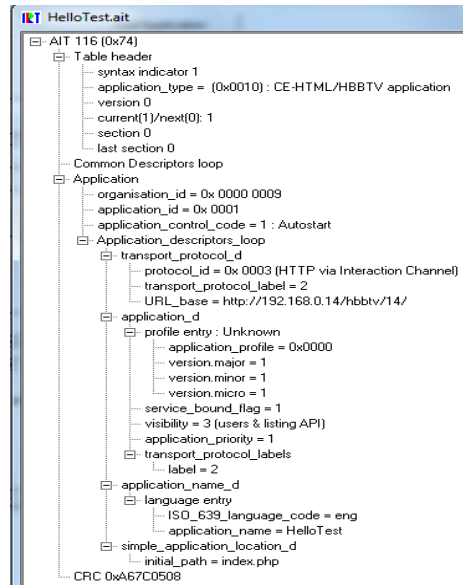 IRT HelloTest.ait
AIT 116 (0x74)
Table header
syntax indicator 1
application_type = (0x0010) : CE-HTML/HBBTV application
version 0
current(1)/next(0): 1
section 0
last section 0
Common Descriptors loop
Application
organisation_id = 0x 0000 0009
application_id = 0x 0001
application_control_code = 1 : Autostart
Application_descriptors_loop
transport_protocol_d
protocol_id = 0x 0003 (HTTP via Interaction Channel)
transport_protocol_label = 2
URL_base = http://192.168.0.14/hbbtv/14/
application_d
profile entry : Unknown
application_profile = 0x0000
version.major = 1
version.minor = 1
version.micro = 1
service_bound_flag = 1
visibility = 3 (users & listing API)
application_priority = 1
transport_protocol_labels
label = 2
application_name_d
language entry
ISO_639_language_code = eng
application_name = HelloTest
simple_application_location_d
initial_path = index.php
CRC 0xA67C0508